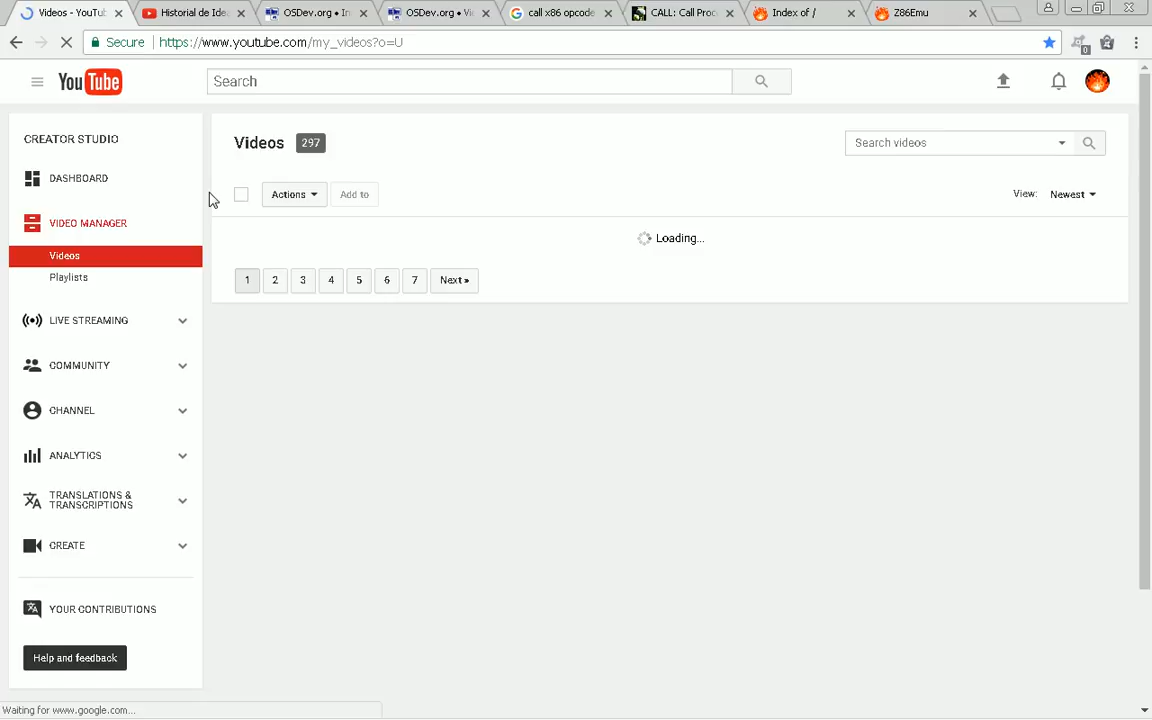 Videos - YouTub
Historial de Idea
OSDev.org • In
OSDev.org • Vi
call x86 opcode
CALL: Call Proc
Index of /
Z86Emu
Secure
https://www.youtube.com/my_videos?o=U
0
YouTube
Search
CREATOR STUDIO
DASHBOARD
VIDEO MANAGER
Videos
Playlists
LIVE STREAMING
COMMUNITY
CHANNEL
ANALYTICS
TRANSLATIONS &
TRANSCRIPTIONS
CREATE
YOUR CONTRIBUTIONS
Help and feedback
Videos 297
Search videos
Actions
Add to
View: Newest
Loading...
1 2 3 4 5 6 7 Next »
Waiting for www.google.com...